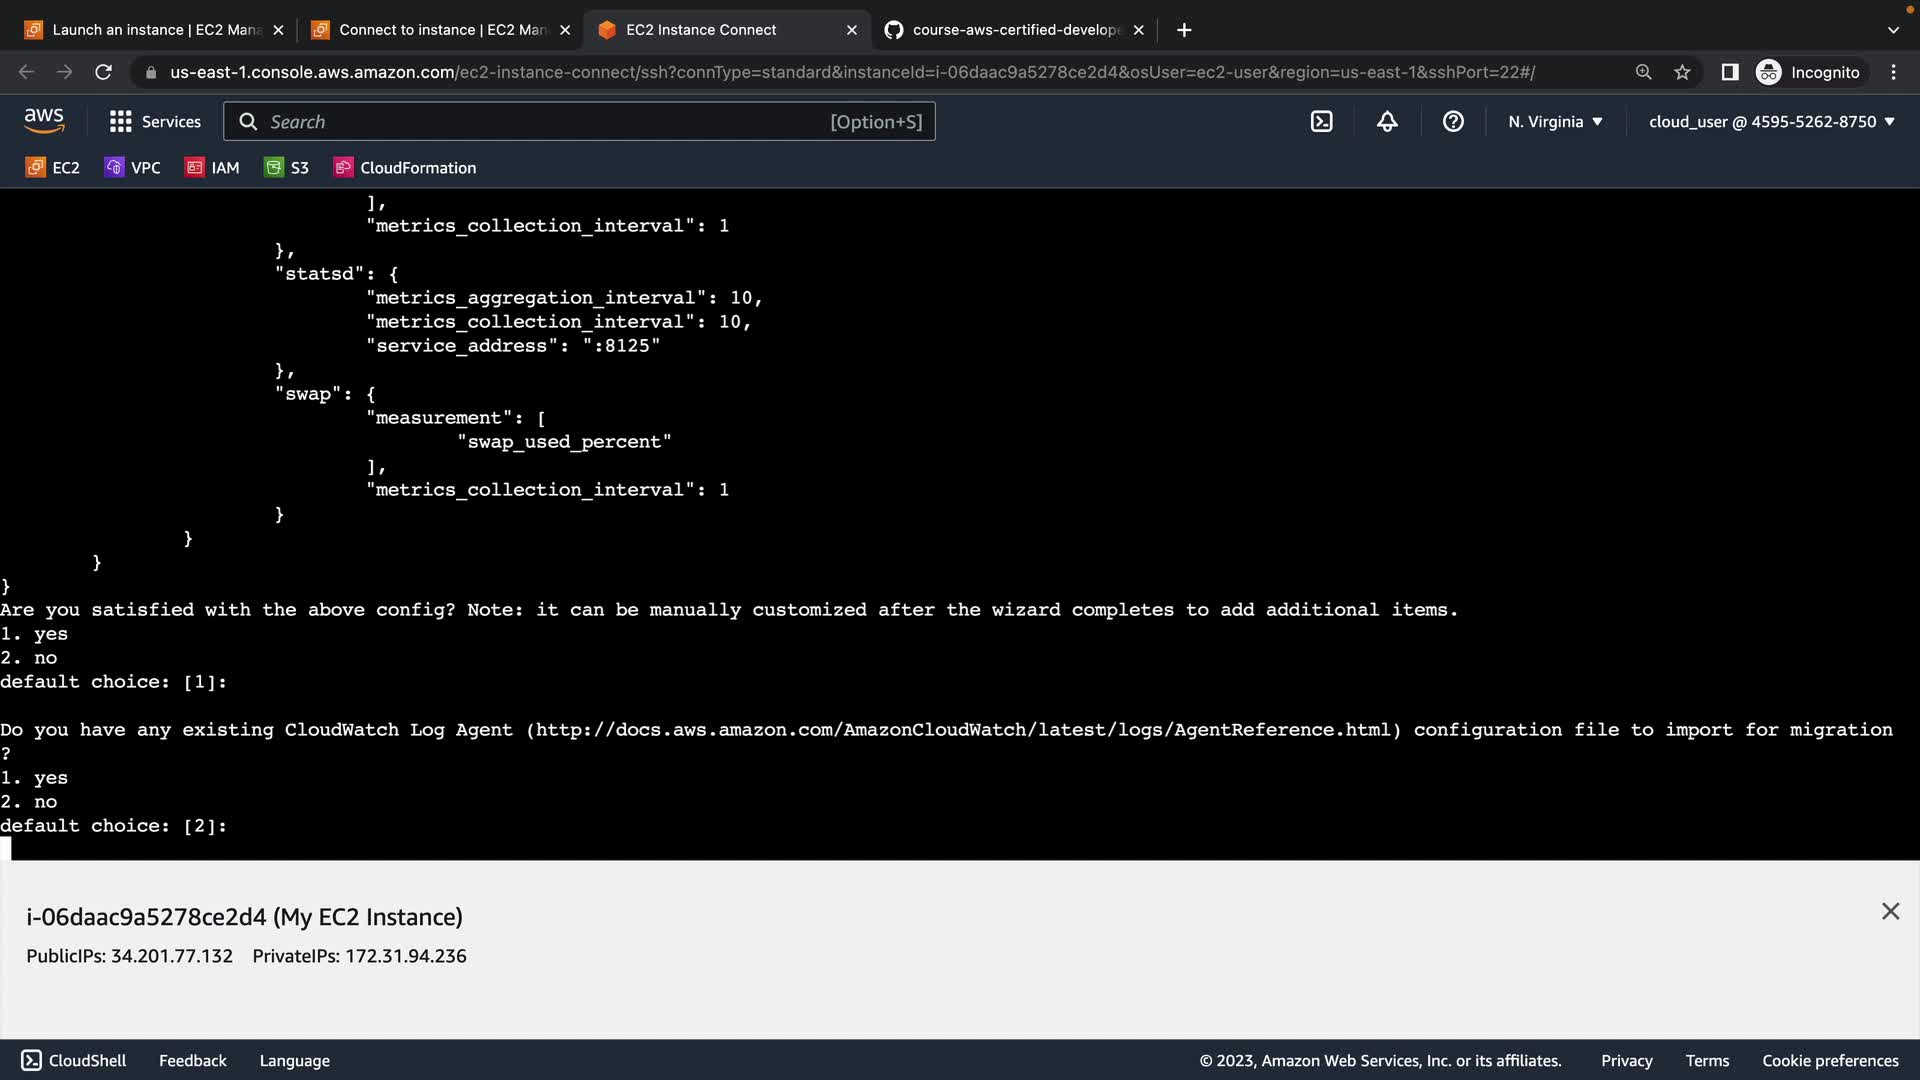 Launch an instance | EC2 Mana
Connect to instance | EC2 Man
EC2 Instance Connect
course-aws-certified-develope
us-east-1.console.aws.amazon.com/ec2-instance-connect/ssh?connType=standard&instanceId=i-06daac9a5278ce2d4&osUser=ec2-user&region=us-east-1&sshPort=22#/
Incognito
aws
Services
Search
[Option+S]
N. Virginia
cloud_user @ 4595-5262-8750
EC2
VPC
IAM
S3
CloudFormation
],
"metrics_collection_interval": 1
},
"statsd": {
"metrics_aggregation_interval": 10,
"metrics_collection_interval": 10,
"service_address": ":8125"
},
"swap": {
"measurement": [
"swap_used_percent"
],
"metrics_collection_interval": 1
}
}
}
}
Are you satisfied with the above config? Note: it can be manually customized after the wizard completes to add additional items.
1. yes
2. no
default choice: [1]:
Do you have any existing CloudWatch Log Agent (http://docs.aws.amazon.com/AmazonCloudWatch/latest/logs/AgentReference.html) configuration file to import for migration
?
1. yes
2. no
default choice: [2]:
i-06daac9a5278ce2d4 (My EC2 Instance)
PublicIPs: 34.201.77.132 PrivateIPs: 172.31.94.236
CloudShell
Feedback
Language
© 2023, Amazon Web Services, Inc. or its affiliates.
Privacy
Terms
Cookie preferences